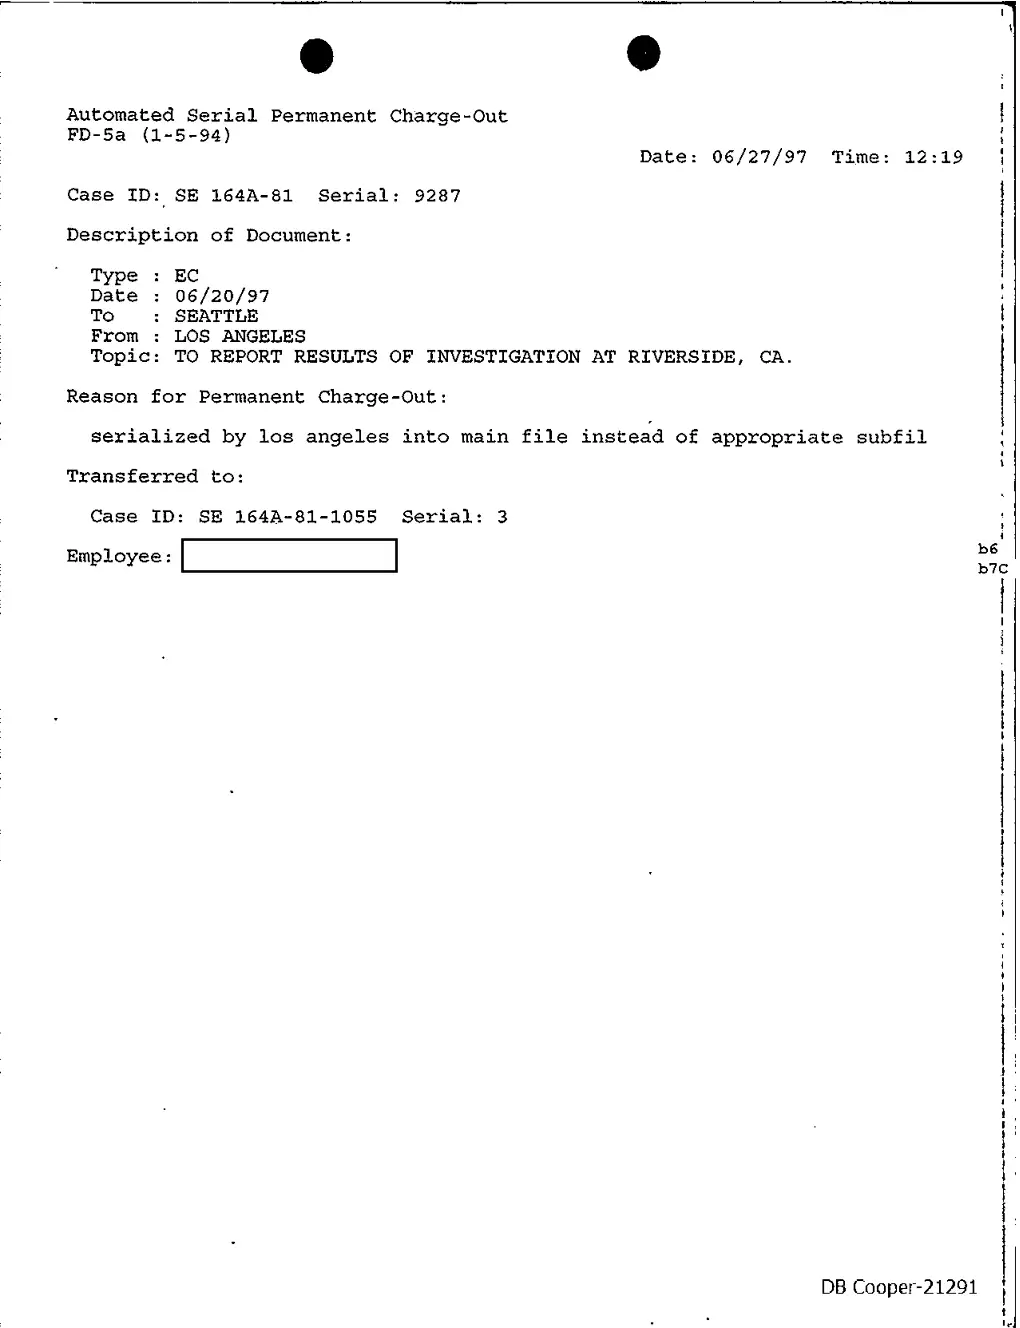 Automated Serial Permanent Charge-Out
FD-5a (1-5-94)
Date: 06/27/97 Time: 12:19
Case ID: SE 164A-81 Serial: 9287
Description of Document:
Type : EC
Date : 06/20/97
To : SEATTLE
From : LOS ANGELES
Topic: TO REPORT RESULTS OF INVESTIGATION AT RIVERSIDE, CA.
Reason for Permanent Charge-Out:
serialized by los angeles into main file instead of appropriate subfil
Transferred to:
Case ID: SE 164A-81-1055 Serial: 3
Employee:
b6
b7C
DB Cooper-21291